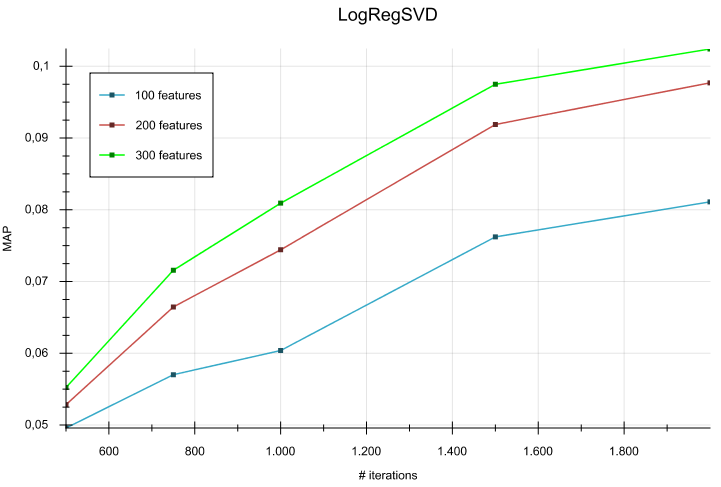 LogRegSVD
0,1
100 features
200 features
300 features
0,09
0,08
MAP
0,07
0,06
0,05
600 800 1.000 1.200 1.400 1.600 1.800
# iterations